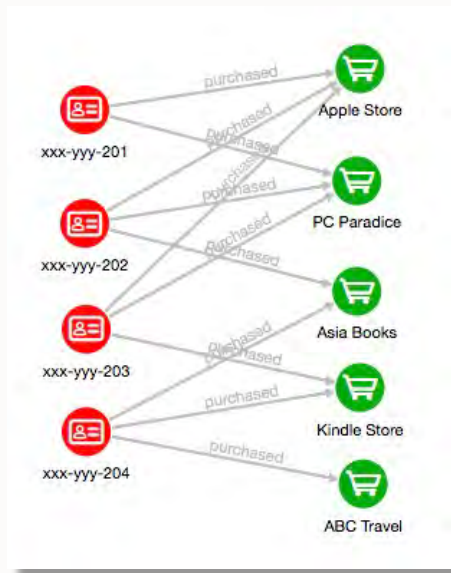 purchased
Apple Store
purchased
purchased
xxx-yyy-201
purchased
purchased
PC Paradice
purchased
purchased
xxx-yyy-202
Asia Books
purchased
purchased
xxx-yyy-203
purchased
Kindle Store
purchased
xxx-yyy-204
ABC Travel